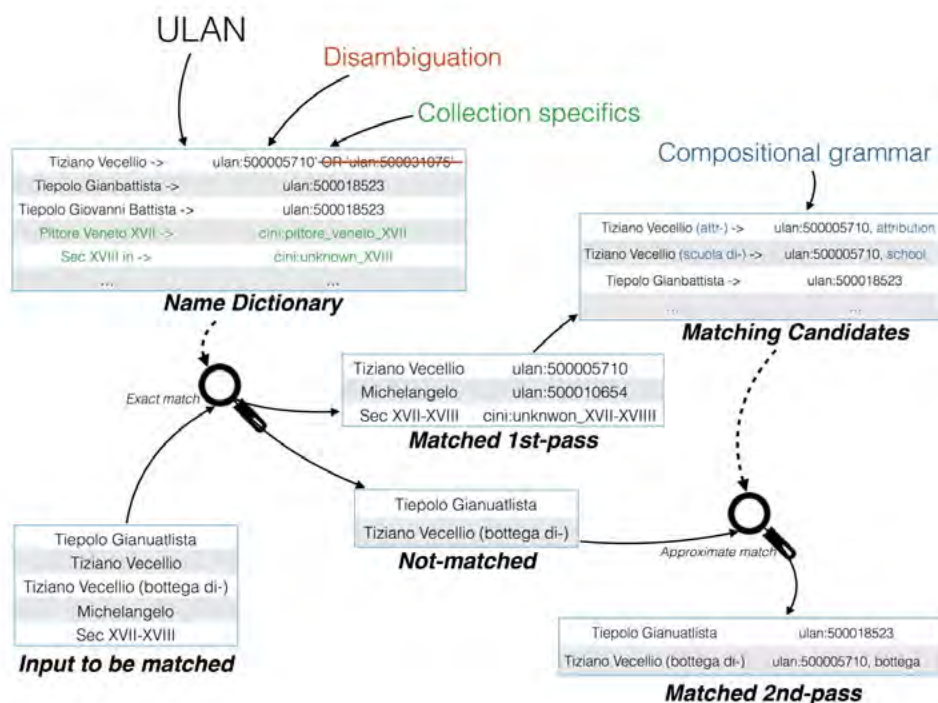 ULAN
Disambiguation
Collection specifics
Tiziano Vecellio -> ulan:500005710' OR 'ulan:500031075'
Tiepolo Gianbattista -> ulan:500018523
Tiepolo Giovanni Battista -> ulan:500018523
Pittore Veneto XVII -> cini:pittore_veneto_XVII
Sec XVIII in -> cini:unknown_XVIII
... ...
Name Dictionary
Compositional grammar
Tiziano Vecellio (attr-) -> ulan:500005710, attribution
Tiziano Vecellio (scuola di-) -> ulan:500005710, school
Tiepolo Gianbattista -> ulan:500018523
... ...
Matching Candidates
Exact match
Tiziano Vecellio ulan:500005710
Michelangelo ulan:500010654
Sec XVII-XVIII cini:unknwon_XVII-XVIIII
Matched 1st-pass
Tiepolo Gianuatlista
Tiziano Vecellio (bottega di-)
Not-matched
Approximate match
Tiepolo Gianuatlista
Tiziano Vecellio
Tiziano Vecellio (bottega di-)
Michelangelo
Sec XVII-XVIII
Input to be matched
Tiepolo Gianuatlista ulan:500018523
Tiziano Vecellio (bottega di-) ulan:500005710, bottega
Matched 2nd-pass